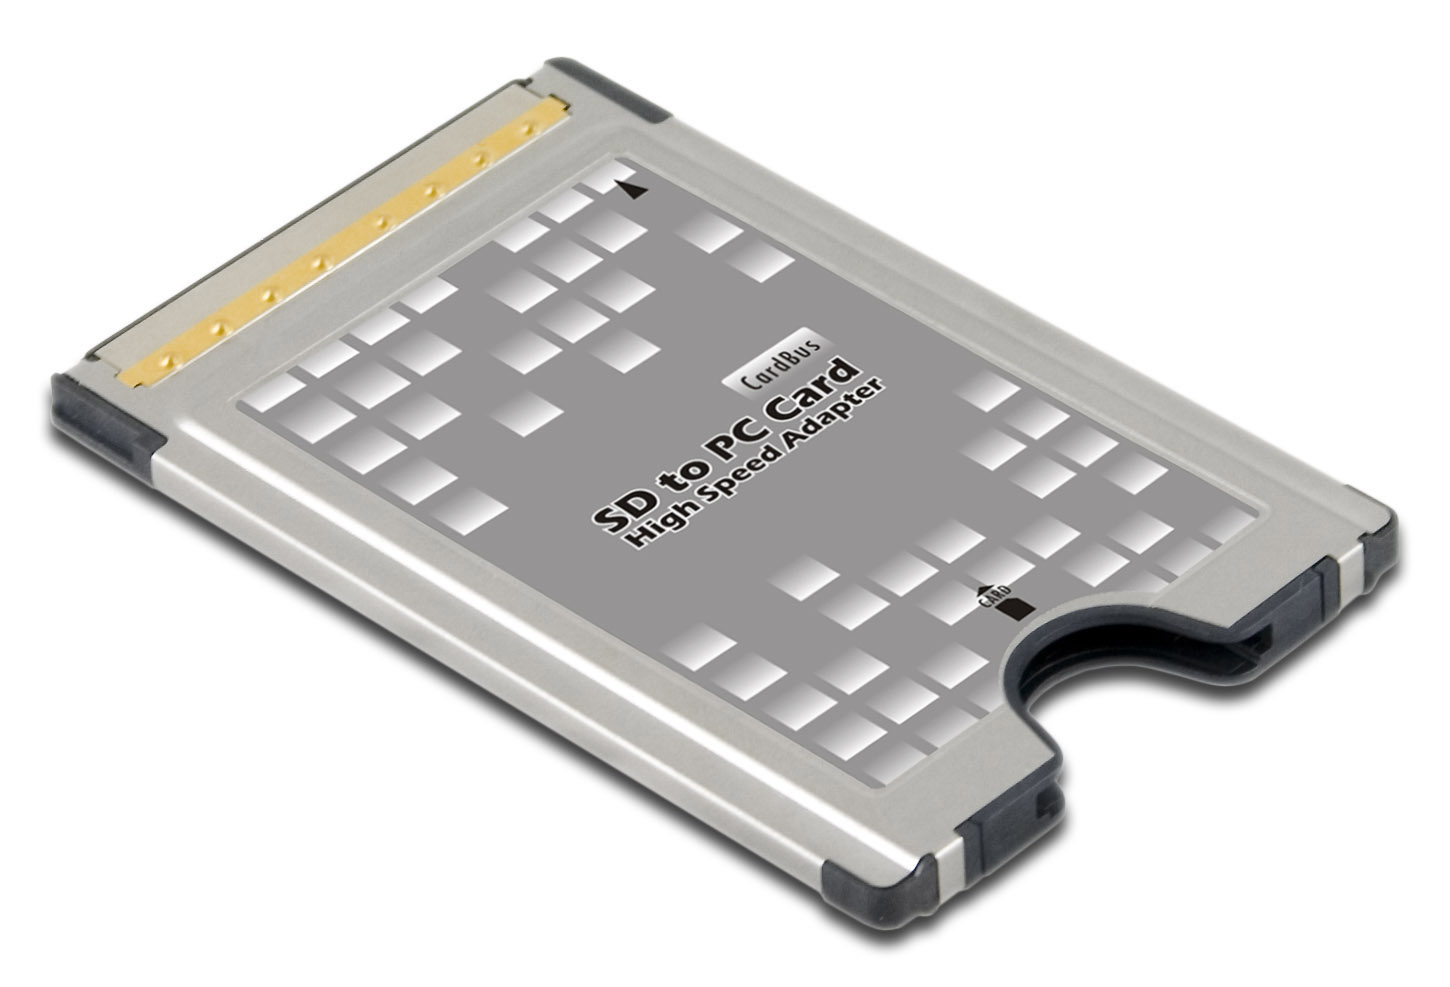 CardBus
SD to PC Card
High Speed Adapter
CARD